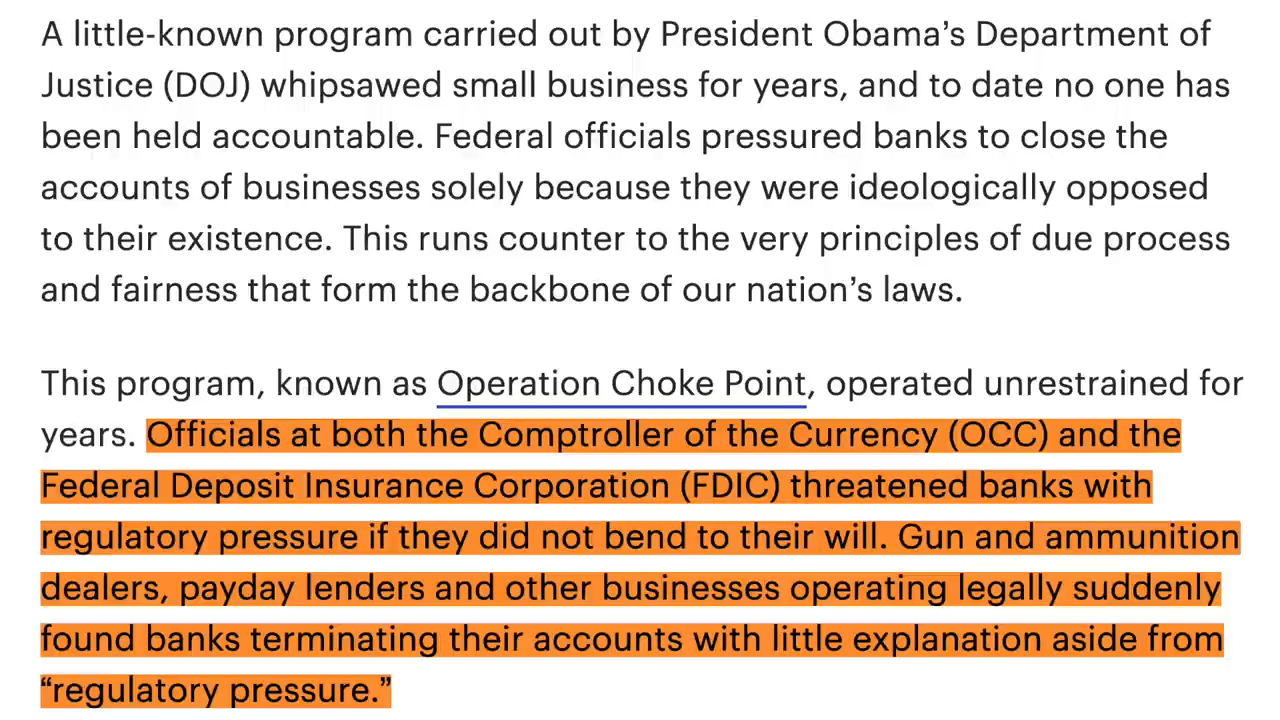 A little-known program carried out by President Obama’s Department of
Justice (DOJ) whipsawed small business for years, and to date no one has
been held accountable. Federal officials pressured banks to close the
accounts of businesses solely because they were ideologically opposed
to their existence. This runs counter to the very principles of due process
and fairness that form the backbone of our nation’s laws.
This program, known as Operation Choke Point, operated unrestrained for
years. Officials at both the Comptroller of the Currency (OCC) and the
Federal Deposit Insurance Corporation (FDIC) threatened banks with
regulatory pressure if they did not bend to their will. Gun and ammunition
dealers, payday lenders and other businesses operating legally suddenly
found banks terminating their accounts with little explanation aside from
“regulatory pressure.”